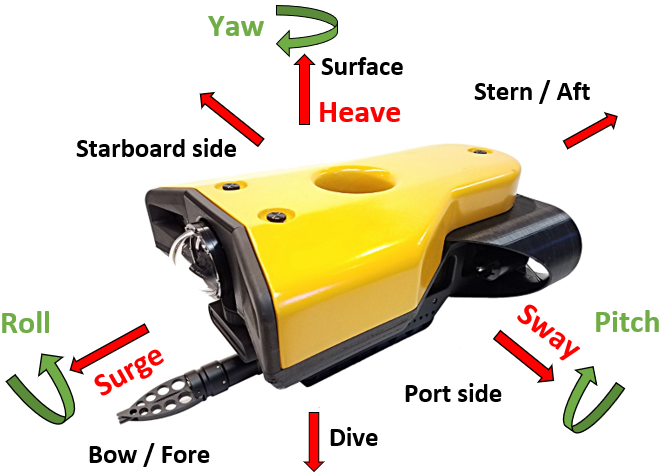 Yaw
Surface
Heave
Stern / Aft
Starboard side
Roll
Surge
Sway
Pitch
Port side
Bow / Fore
Dive